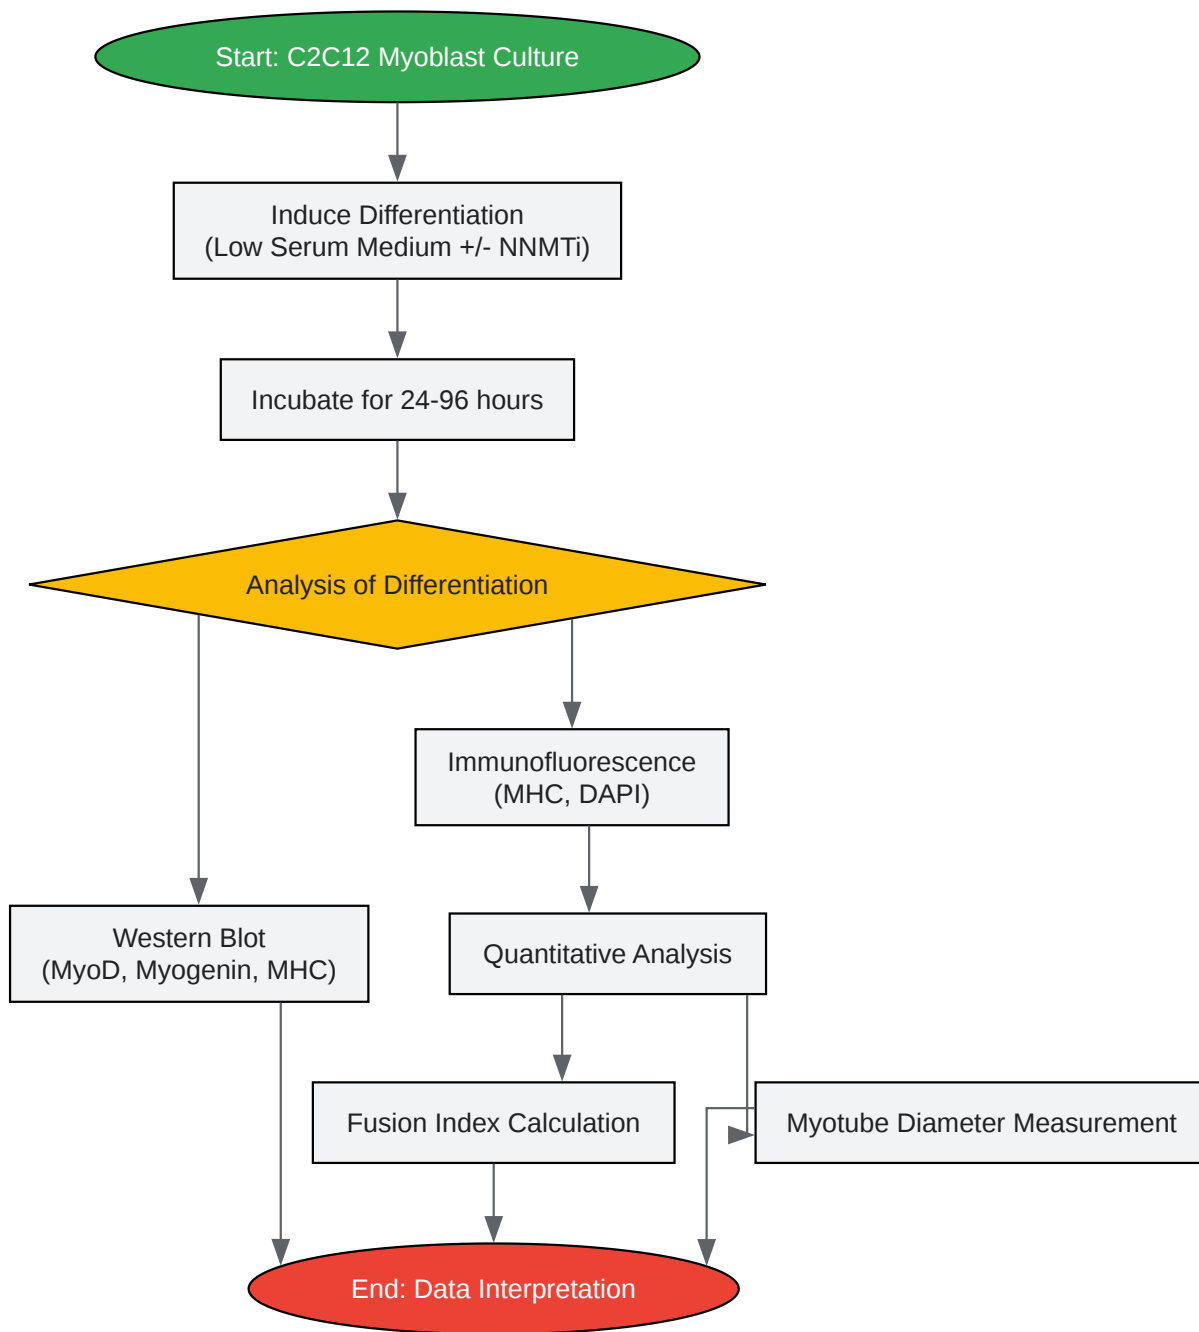 Start: C2C12 Myoblast Culture
Induce Differentiation
(Low Serum Medium +/- NNMTi)
Incubate for 24-96 hours
Analysis of Differentiation
Immunofluorescence
(MHC, DAPI)
Western Blot
(MyoD, Myogenin, MHC)
Quantitative Analysis
Fusion Index Calculation
Myotube Diameter Measurement
End: Data Interpretation